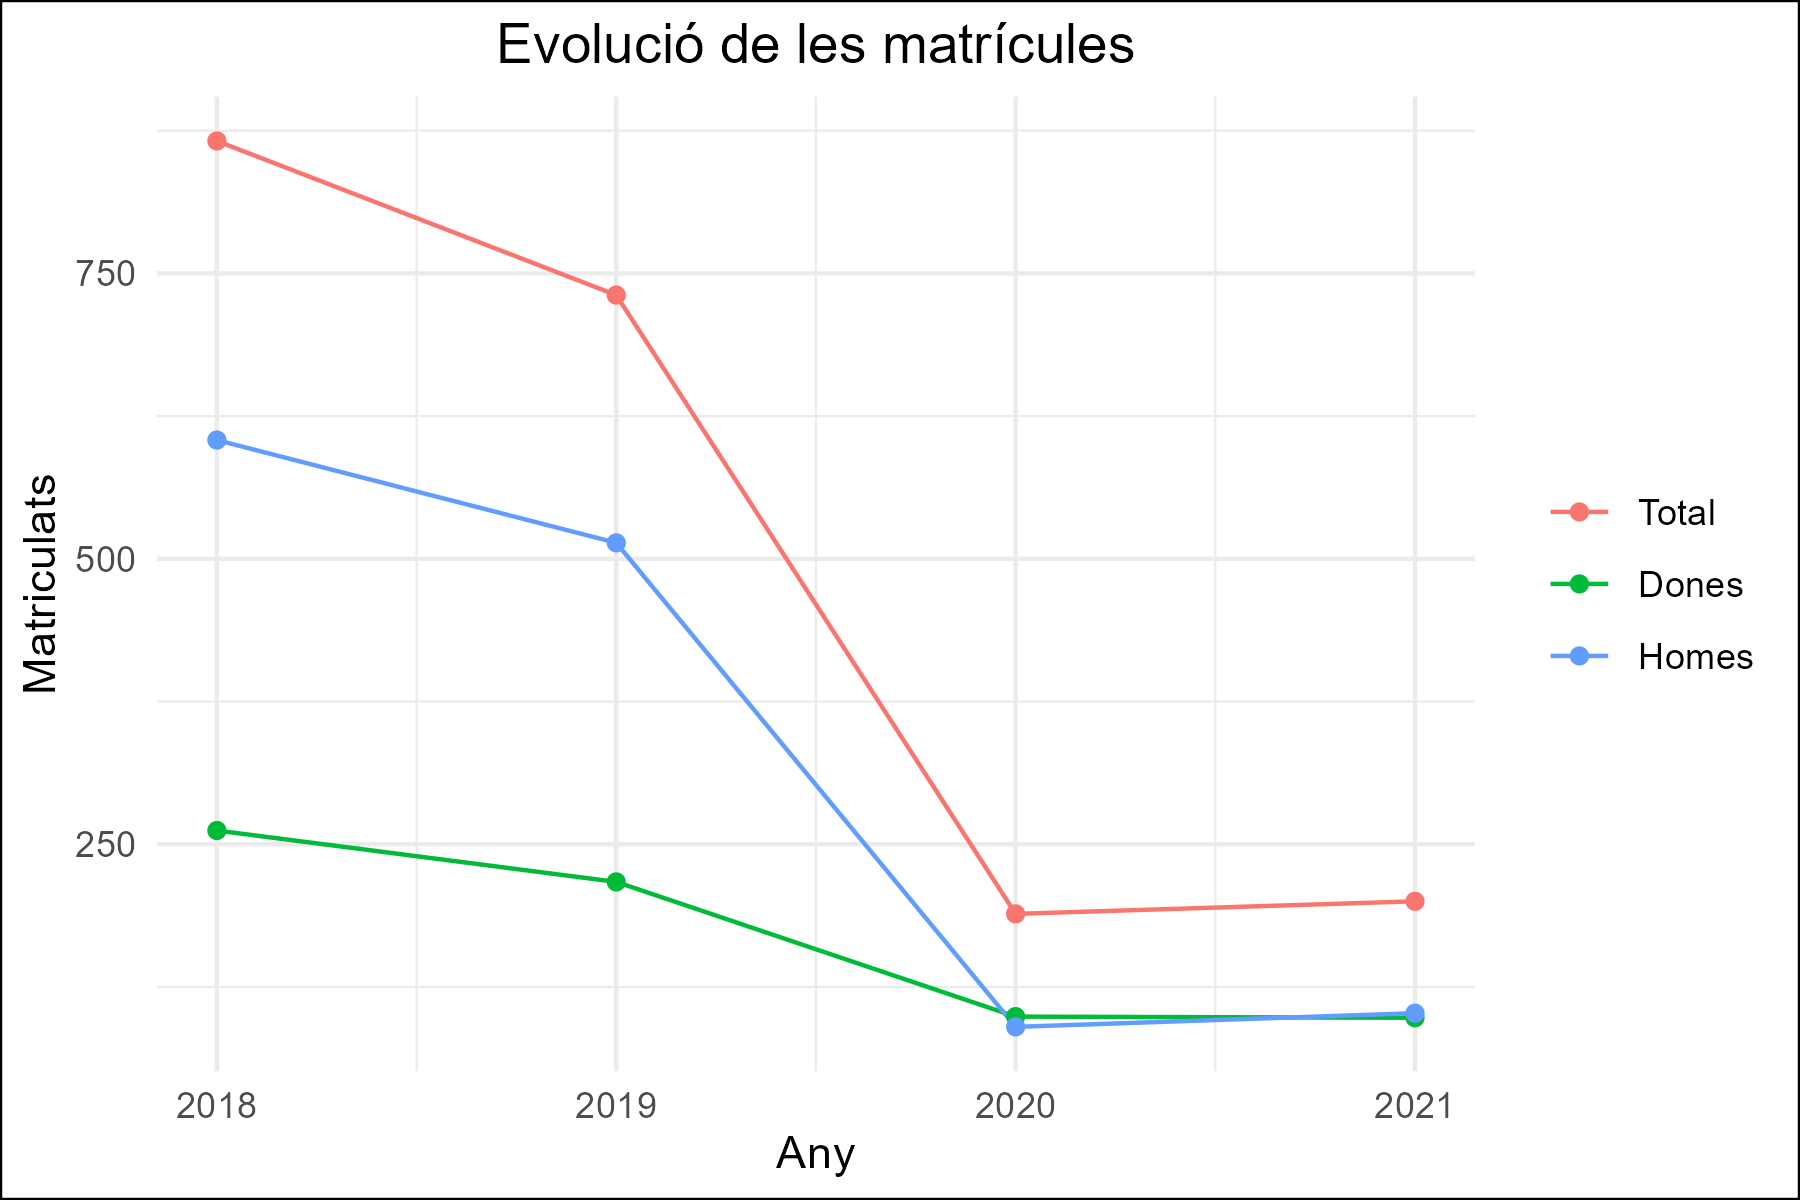 Evolució de les matrícules
Matriculats
750
500
250
2018
2019
2020
2021
Any
Total
Dones
Homes